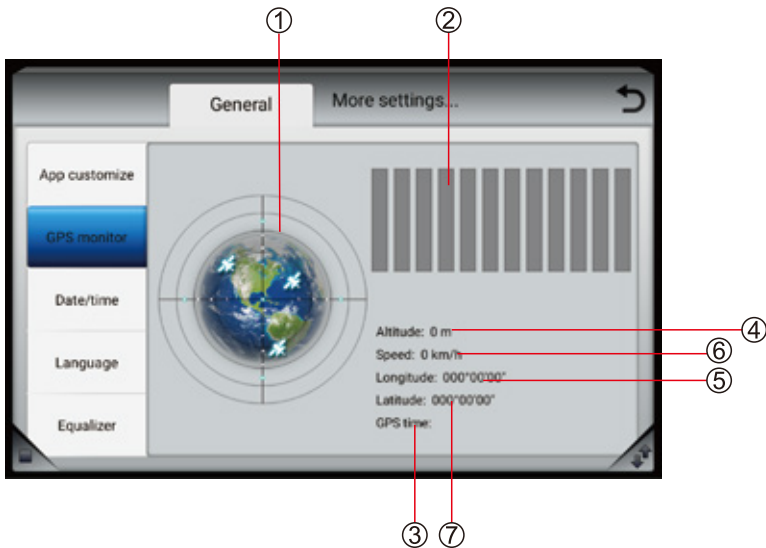 ① ②
General More settings...
App customize
GPS monitor
Date/time
Language
Equalizer
Altitude: 0 m ④
Speed: 0 km/h ⑥
Longitude: 000°00'00" ⑤
Latitude: 000°00'00"
GPS time:
③ ⑦